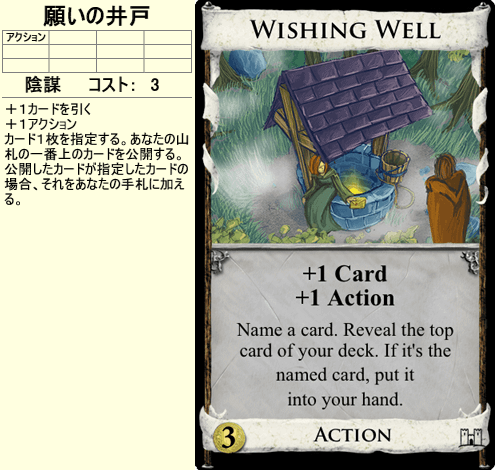 願いの井戸
アクション
陰謀 コスト: 3
+1カードを引く
+1アクション
カード1枚を指定する。あなたの山
札の一番上のカードを公開する。
公開したカードが指定したカードの
場合、それをあなたの手札に加え
る。
WISHING WELL
+1 Card
+1 Action
Name a card. Reveal the top
card of your deck. If it's the
named card, put it
into your hand.
3
ACTION